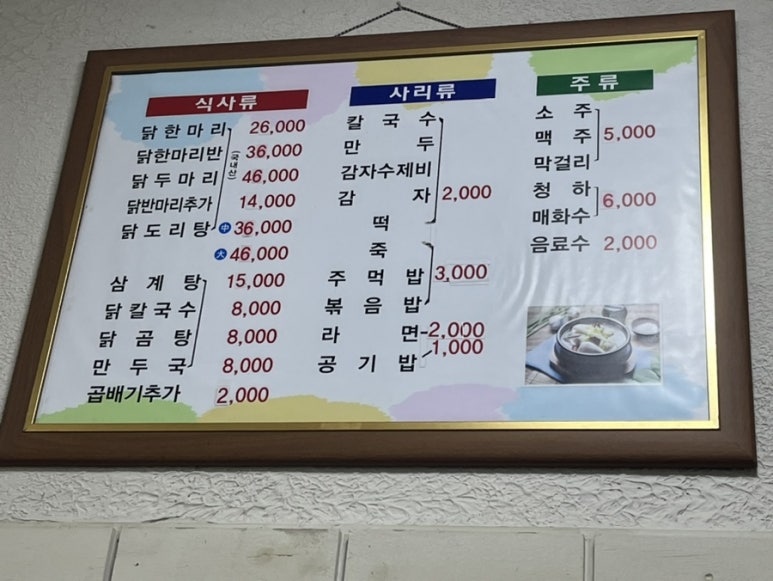 식사류
닭한마리 26,000
닭한마리반 36,000
(국내산)
닭두마리 46,000
닭반마리추가 14,000
닭도리탕 中 36,000
大 46,000
삼계탕 15,000
닭칼국수 8,000
닭곰탕 8,000
만두국 8,000
곱배기추가 2,000
사리류
칼국수
만두
감자수제비
감자 2,000
떡
죽
주먹밥 3,000
볶음밥
라면 2,000
공기밥 1,000
주류
소주
맥주 5,000
막걸리
청하
매화수 6,000
음료수 2,000